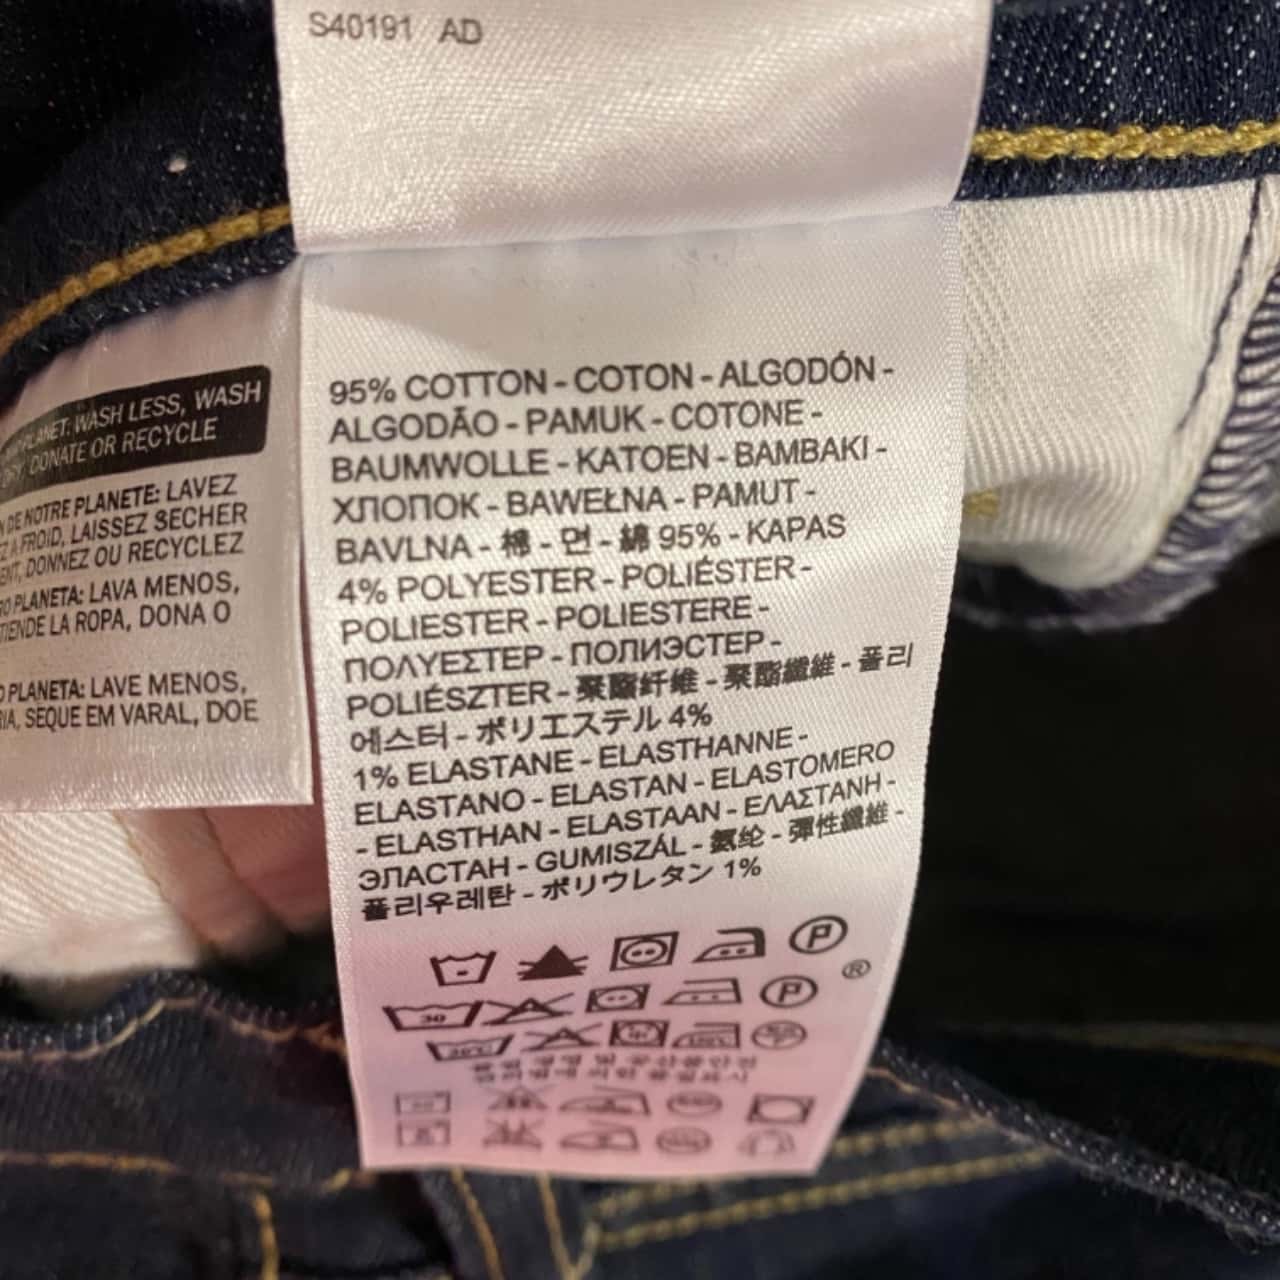 S40191 AD
PLANET: WASH LESS, WASH
DONATE OR RECYCLE
DE NOTRE PLANETE: LAVEZ
A FROID, LAISSEZ SECHER
DONNEZ OU RECYCLEZ
PLANETA: LAVA MENOS,
TIENDE LA ROPA, DONA O
PLANETA: LAVE MENOS,
SEQUE EM VARAL, DOE
95% COTTON - COTON - ALGODÓN -
ALGODÃO - PAMUK - COTONE -
BAUMWOLLE - KATOEN - BAMBAKI -
ХЛОПОК - BAWEŁNA - PAMUT -
BAVLNA - 棉 - 면 - 綿 95% - KAPAS
4% POLYESTER - POLIÉSTER -
POLIESTER - POLIESTERE -
ΠΟΛΥΕΣΤΕΡ - ПОЛИЭСТЕР -
POLIÉSZTER - 聚酯纤维 - 聚酯纖維 - 폴리
에스터 - ポリエステル 4%
1% ELASTANE - ELASTHANNE -
ELASTANO - ELASTAN - ELASTOMERO
- ELASTHAN - ELASTAAN - ΕΛΑΣΤΑΝΗ -
ЭЛАСТАН - GUMISZÁL - 氨纶 - 彈性纖維 -
폴리우레탄 - ポリウレタン 1%
P
30 P ®